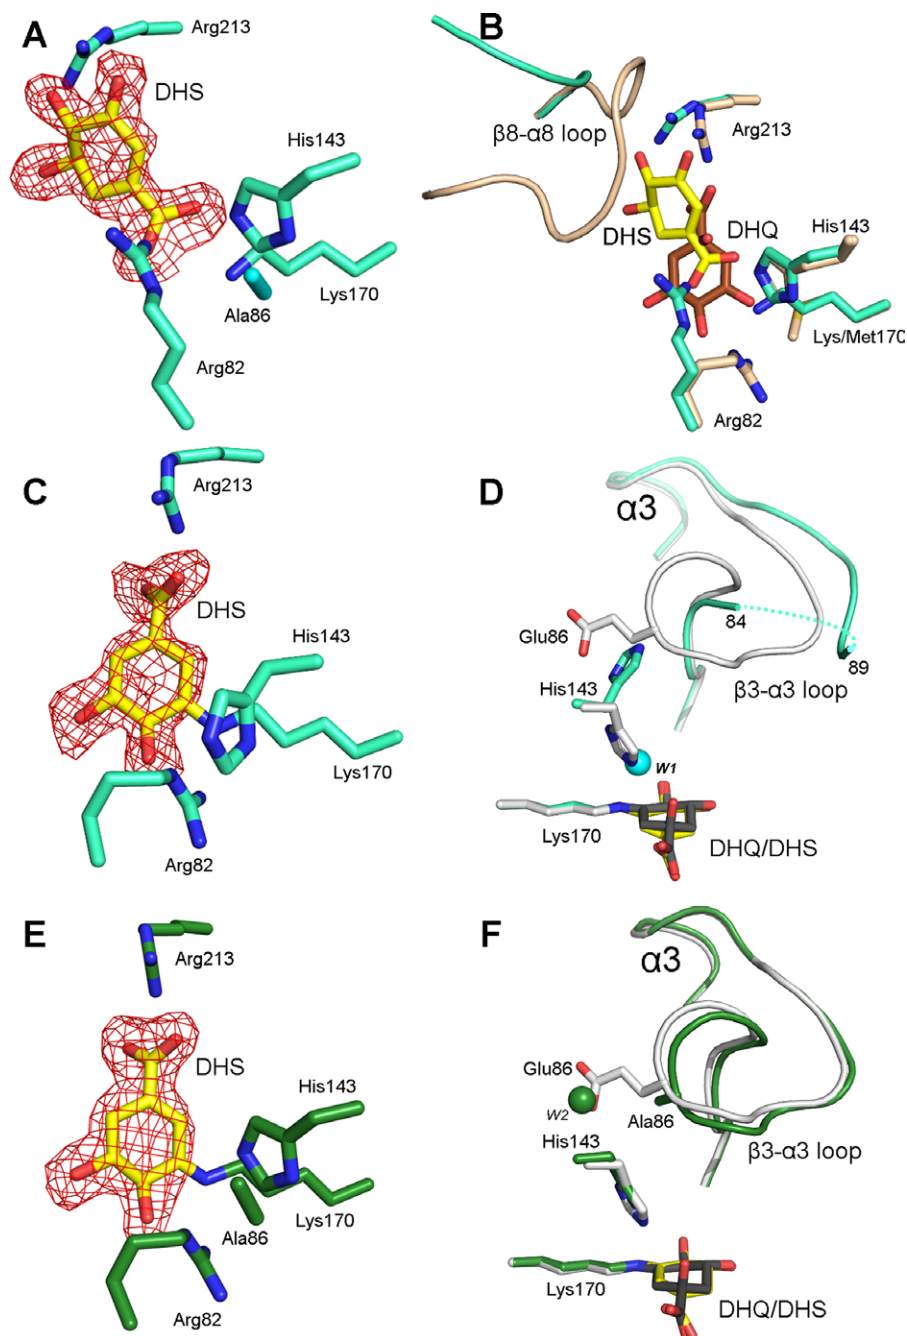 A
Arg213
DHS
His143
Ala86
Lys170
Arg82
B
β8-α8 loop
Arg213
DHS
DHQ
His143
Lys/Met170
Arg82
C
Arg213
DHS
His143
Lys170
Arg82
D
α3
Glu86
84
89
His143
β3-α3 loop
W1
Lys170
DHQ/DHS
E
Arg213
DHS
His143
Lys170
Ala86
Arg82
F
α3
Glu86
W2
Ala86
His143
β3-α3 loop
Lys170
DHQ/DHS